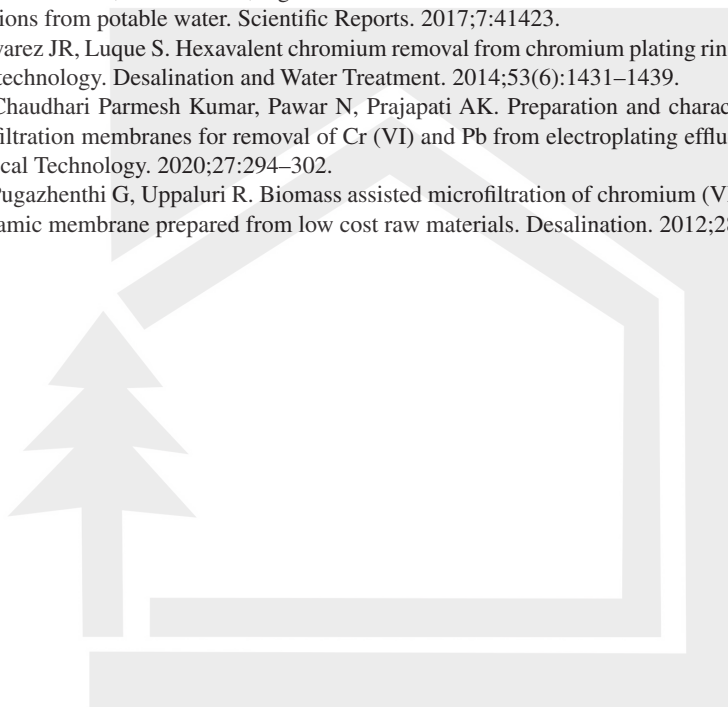 ions from potable water. Scientific Reports. 2017;7:41423.
varez JR, Luque S. Hexavalent chromium removal from chromium plating rin
technology. Desalination and Water Treatment. 2014;53(6):1431–1439.
Chaudhari Parmesh Kumar, Pawar N, Prajapati AK. Preparation and charac
filtration membranes for removal of Cr (VI) and Pb from electroplating efflu
cal Technology. 2020;27:294–302.
Pugazhenthi G, Uppaluri R. Biomass assisted microfiltration of chromium (V
amic membrane prepared from low cost raw materials. Desalination. 2012;2